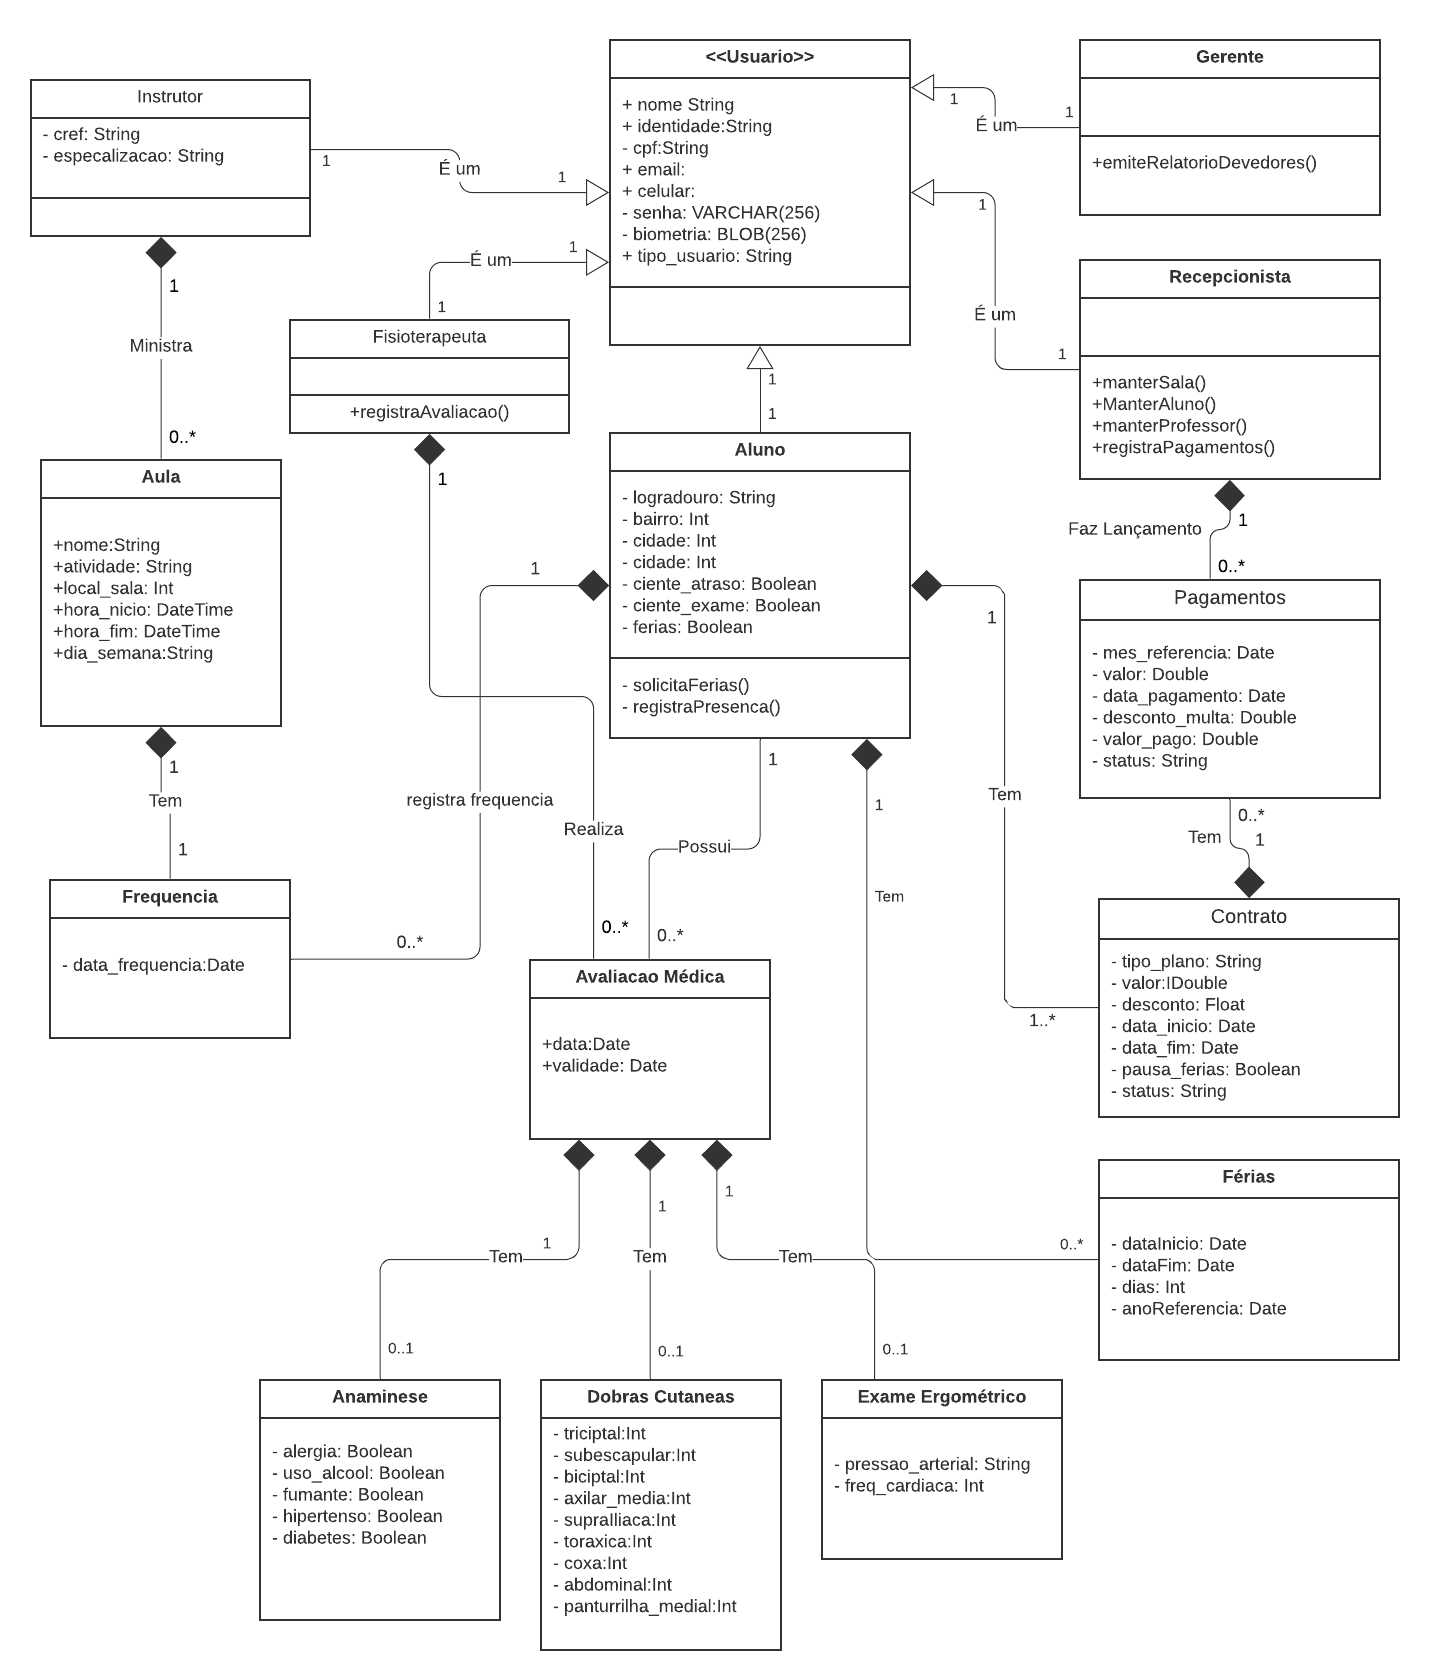 <<Usuario>>
+ nome String
+ identidade:String
- cpf:String
+ email:
+ celular:
- senha: VARCHAR(256)
- biometria: BLOB(256)
+ tipo_usuario: String
Gerente
+emiteRelatorioDevedores()
1
É um
1
Instrutor
- cref: String
- especalizacao: String
1
É um
1
1
É um
1
1
É um
1
Fisioterapeuta
+registraAvaliacao()
Recepcionista
+manterSala()
+ManterAluno()
+manterProfessor()
+registraPagamentos()
1
Ministra
0..*
1
1
Aluno
- logradouro: String
- bairro: Int
- cidade: Int
- cidade: Int
- ciente_atraso: Boolean
- ciente_exame: Boolean
- ferias: Boolean
- solicitaFerias()
- registraPresenca()
Aula
+nome:String
+atividade: String
+local_sala: Int
+hora_nicio: DateTime
+hora_fim: DateTime
+dia_semana:String
1
Faz Lançamento
1
0..*
Pagamentos
- mes_referencia: Date
- valor: Double
- data_pagamento: Date
- desconto_multa: Double
- valor_pago: Double
- status: String
1
registra frequencia
0..*
1
Tem
1..*
1
Tem
1
Frequencia
- data_frequencia:Date
Realiza
0..*
1
Possui
0..*
1
Tem
0..*
0..*
Tem
1
Contrato
- tipo_plano: String
- valor:IDouble
- desconto: Float
- data_inicio: Date
- data_fim: Date
- pausa_ferias: Boolean
- status: String
Avaliacao Médica
+data:Date
+validade: Date
Férias
- dataInicio: Date
- dataFim: Date
- dias: Int
- anoReferencia: Date
1
Tem
0..1
1
Tem
0..1
1
Tem
0..1
Anaminese
- alergia: Boolean
- uso_alcool: Boolean
- fumante: Boolean
- hipertenso: Boolean
- diabetes: Boolean
Dobras Cutaneas
- triciptal:Int
- subescapular:Int
- biciptal:Int
- axilar_media:Int
- supralliaca:Int
- toraxica:Int
- coxa:Int
- abdominal:Int
- panturrilha_medial:Int
Exame Ergométrico
- pressao_arterial: String
- freq_cardiaca: Int